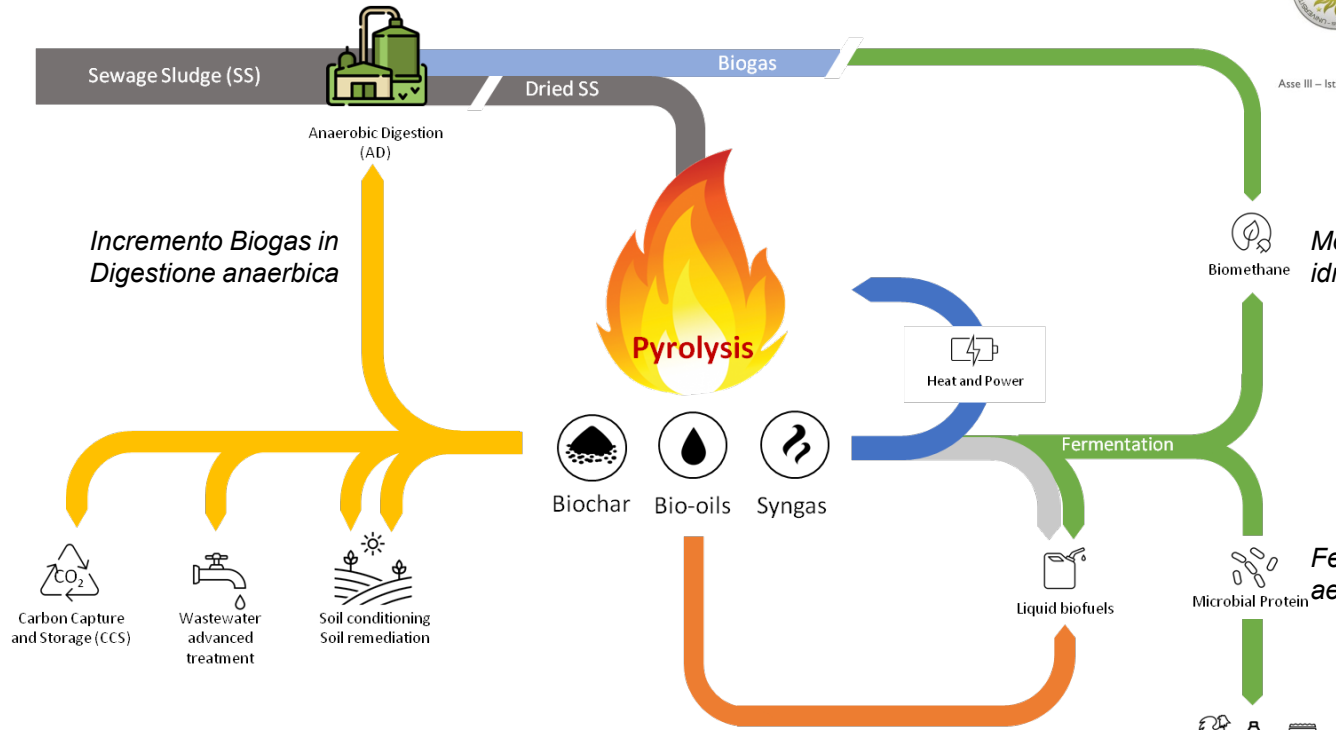 Sewage Sludge (SS)
Biogas
Dried SS
Asse III – Ist
Anaerobic Digestion
(AD)
Incremento Biogas in
Digestione anaerbica
Biomethane
Pyrolysis
Heat and Power
Fermentation
Biochar
Bio-oils
Syngas
CO2
Carbon Capture
and Storage (CCS)
Wastewater
advanced
treatment
Soil conditioning
Soil remediation
Liquid biofuels
Microbial Protein